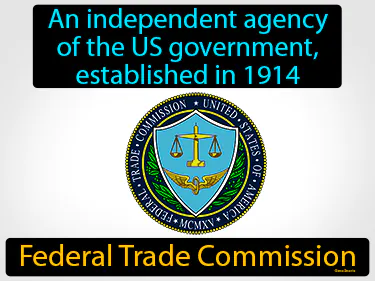 An independent agency
of the US government,
established in 1914
FEDERAL TRADE COMMISSION • UNITED STATES OF AMERICA
MCMXV
Federal Trade Commission